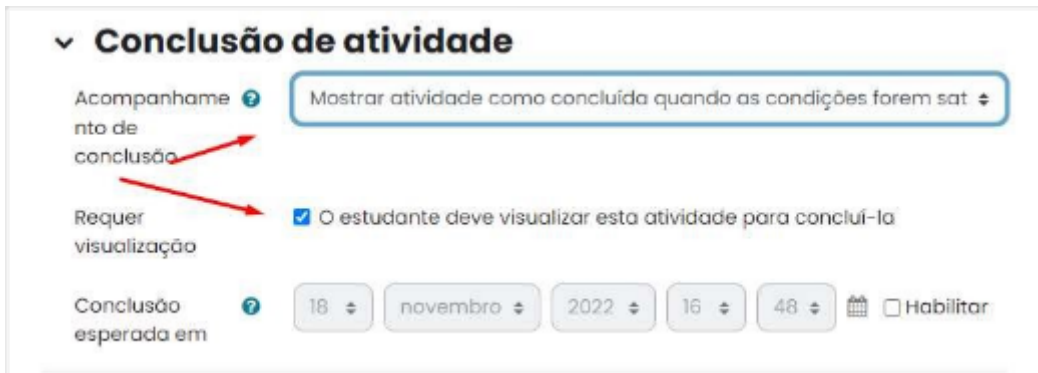 Conclusão de atividade
Acompanhame
nto de
conclusão
Mostrar atividade como concluída quando as condições forem sat
Requer
visualização
O estudante deve visualizar esta atividade para concluí-la
Conclusão
esperada em
18 novembro 2022 16 48 Habilitar